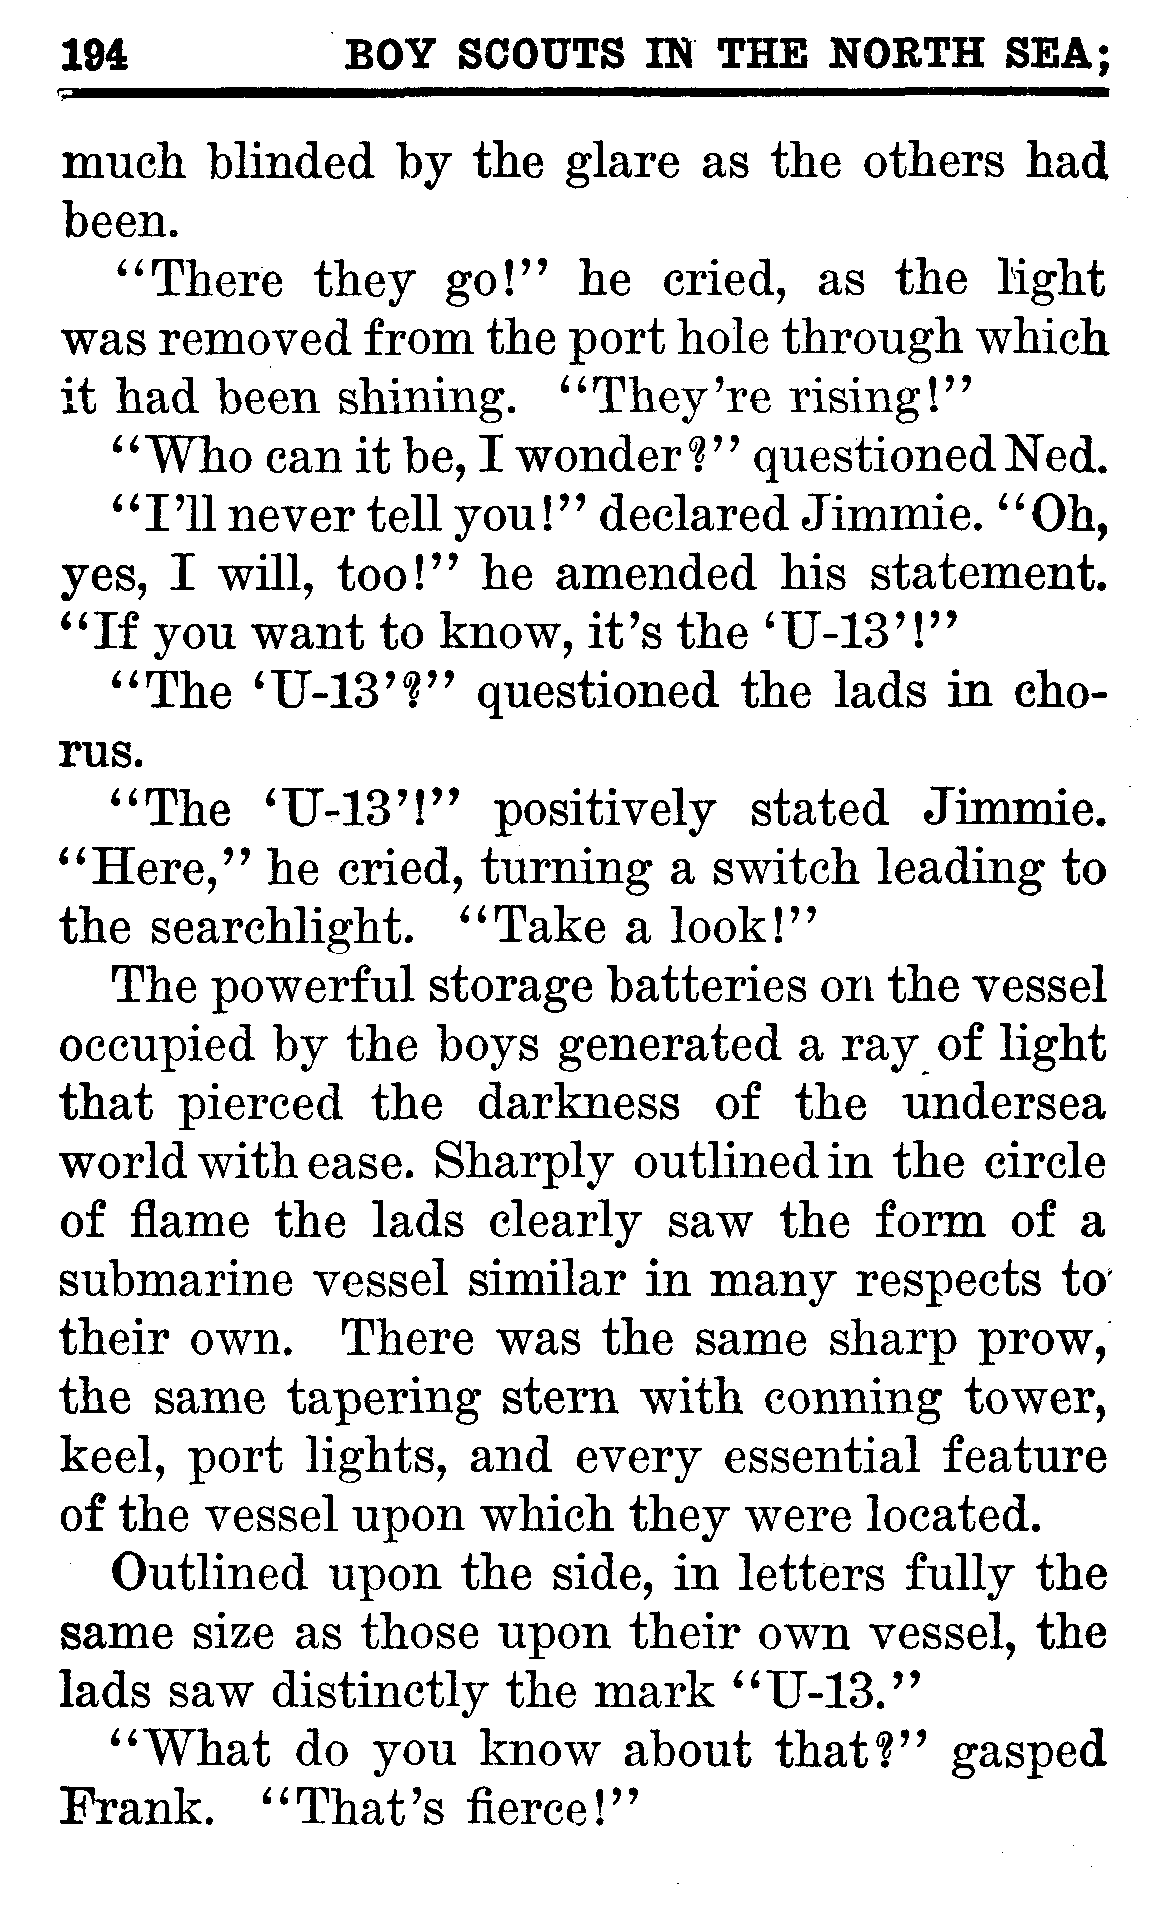 194 BOY SCOUTS IN THE NORTH SEA;
much blinded by the glare as the others had
been.
“There they go!” he cried, as the light
was removed from the port hole through which
it had been shining. “They’re rising!”
“Who can it be, I wonder?” questioned Ned.
“I’ll never tell you!” declared Jimmie. “Oh,
yes, I will, too!” he amended his statement.
“If you want to know, it’s the ‘U-13’!”
“The ‘U-13’?” questioned the lads in cho-
rus.
“The ‘U-13’!” positively stated Jimmie.
“Here,” he cried, turning a switch leading to
the searchlight. “Take a look!”
The powerful storage batteries on the vessel
occupied by the boys generated a ray of light
that pierced the darkness of the undersea
world with ease. Sharply outlined in the circle
of flame the lads clearly saw the form of a
submarine vessel similar in many respects to
their own. There was the same sharp prow,
the same tapering stern with conning tower,
keel, port lights, and every essential feature
of the vessel upon which they were located.
Outlined upon the side, in letters fully the
same size as those upon their own vessel, the
lads saw distinctly the mark “U-13.”
“What do you know about that?” gasped
Frank. “That’s fierce!”